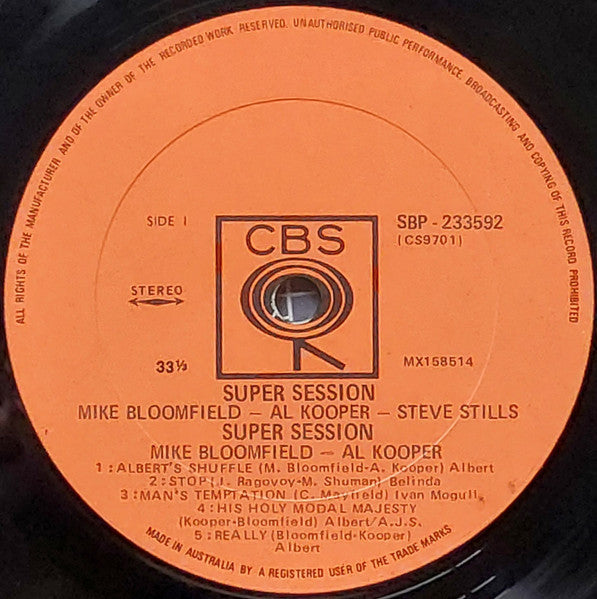 ALL RIGHTS OF THE MANUFACTURER AND OF THE OWNER OF THE RECORDED WORK RESERVED. UNAUTHORISED PUBLIC PERFORMANCE, BROADCASTING AND COPYING OF THIS RECORD PROHIBITED
SIDE 1
CBS
SBP - 233592
(CS9701)
STEREO
33⅓
MX158514
SUPER SESSION
MIKE BLOOMFIELD – AL KOOPER – STEVE STILLS
SUPER SESSION
MIKE BLOOMFIELD – AL KOOPER
1 :ALBERT'S SHUFFLE (M. Bloomfield-A. Kooper) Albert
2 :STOP (J. Ragovoy-M. Shuman) Belinda
3 :MAN'S TEMPTATION (C. Mayfield) Ivan Mogull
4 :HIS HOLY MODAL MAJESTY
(Kooper-Bloomfield) Albert/A.J.S.
5 :REALLY (Bloomfield-Kooper)
Albert
MADE IN AUSTRALIA BY A REGISTERED USER OF THE TRADE MARKS